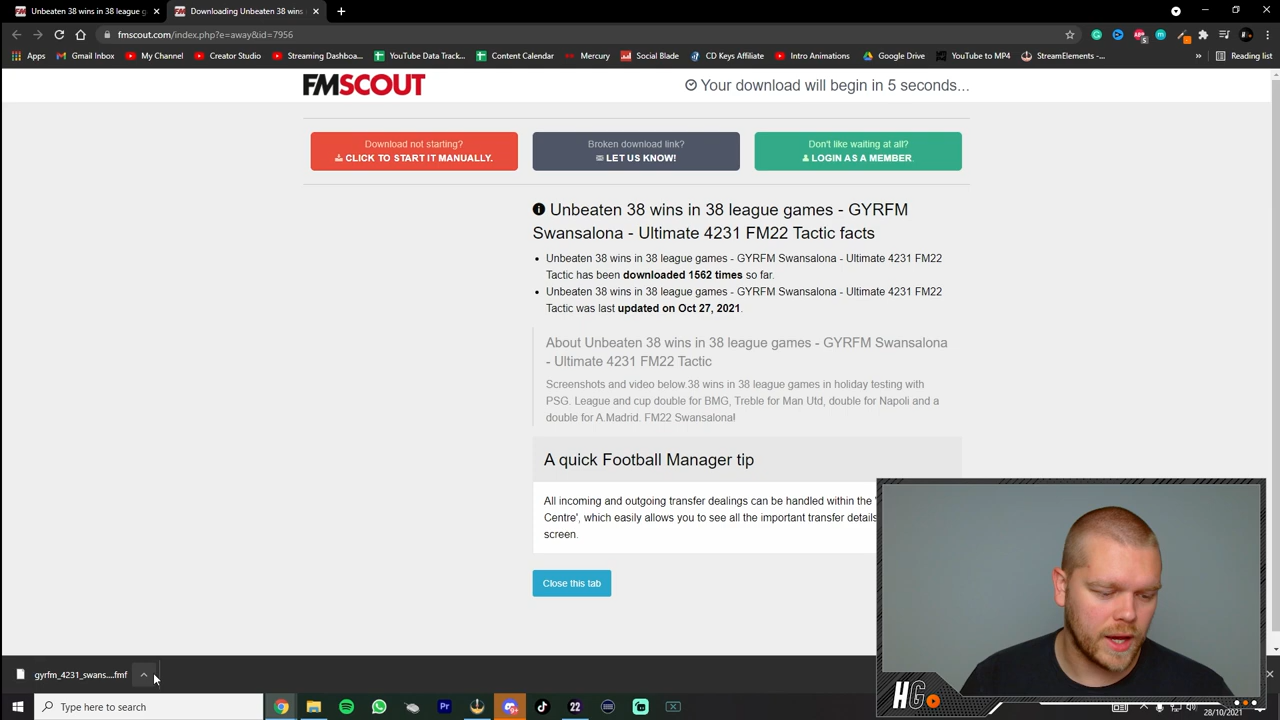 Unbeaten 38 wins in 38 league g
Downloading Unbeaten 38 wins in
fmscout.com/index.php?e=away&id=7956
Apps
Gmail Inbox
My Channel
Creator Hub
Streaming Dashboa...
YouTube Data Track...
Content Calendar
Mercury
Social Blade
CD Keys Affiliate
Intro Animations
Google Drive
YouTube to MP4
StreamElements -...
Reading list
FMSCOUT
Your download will begin in 5 seconds...
Download not starting?
CLICK TO START IT MANUALLY.
Broken download link?
LET US KNOW!
Don't like waiting at all?
LOGIN AS A MEMBER.
Unbeaten 38 wins in 38 league games - GYRFM
Swansalona - Ultimate 4231 FM22 Tactic facts
Unbeaten 38 wins in 38 league games - GYRFM Swansalona - Ultimate 4231 FM22
Tactic has been downloaded 1562 times so far.
Unbeaten 38 wins in 38 league games - GYRFM Swansalona - Ultimate 4231 FM22
Tactic was last updated on Oct 27, 2021.
About Unbeaten 38 wins in 38 league games - GYRFM Swansalona
- Ultimate 4231 FM22 Tactic
Screenshots and video below.38 wins in 38 league games in holiday testing with
PSG. League and cup double for BMG, Treble for Man Utd, double for Napoli and a
double for A.Madrid. FM22 Swansalona!
A quick Football Manager tip
All incoming and outgoing transfer dealings can be handled within the
Centre', which easily allows you to see all the important transfer details
screen.
Close this tab
gyrfm_4231_swans....fmf
HG
Type here to search
Pr
22
28/10/2021